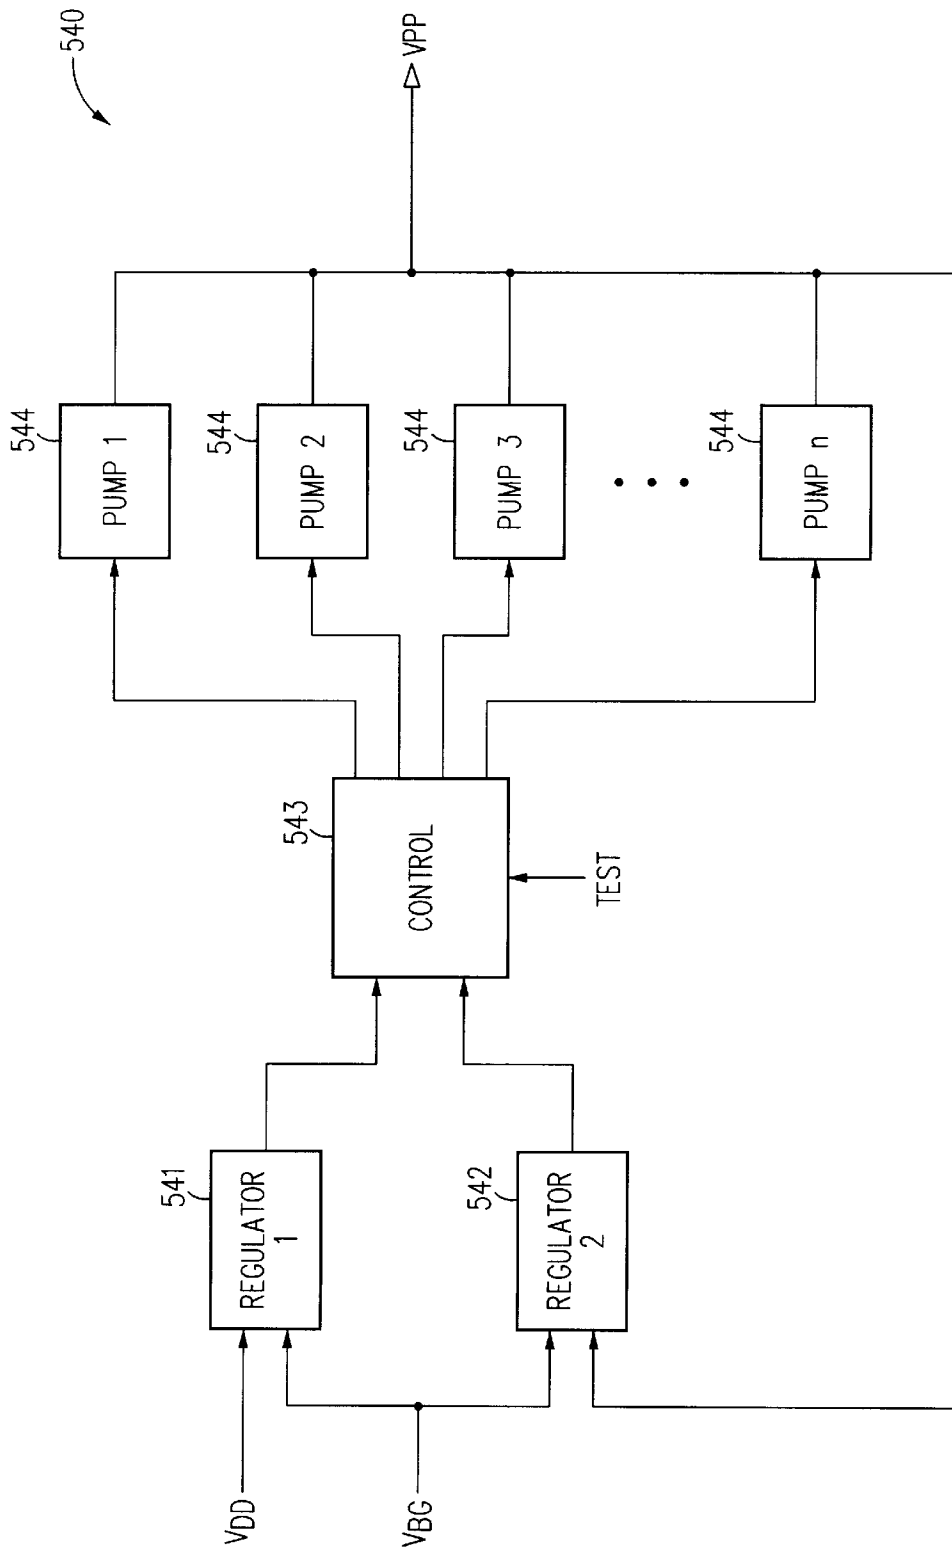 540
VDD
VBG
541
REGULATOR
1
542
REGULATOR
2
543
CONTROL
TEST
544
PUMP 1
544
PUMP 2
544
PUMP 3
544
PUMP n
VPP